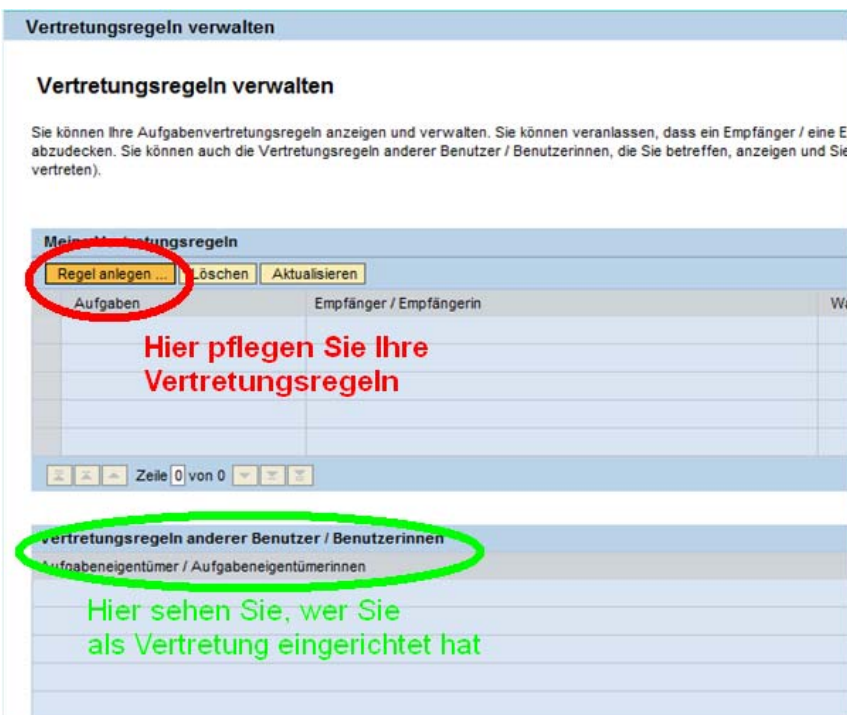 Vertretungsregeln verwalten
Vertretungsregeln verwalten
Sie können Ihre Aufgabenvertretungsregeln anzeigen und verwalten. Sie können veranlassen, dass ein Empfänger / eine E
abzudecken. Sie können auch die Vertretungsregeln anderer Benutzer / Benutzerinnen, die Sie betreffen, anzeigen und Sie
vertreten).
Meine Vertretungsregeln
Regel anlegen ... Löschen Aktualisieren
Aufgaben Empfänger / Empfängerin Wa
Hier pflegen Sie Ihre
Vertretungsregeln
Zeile 0 von 0
Vertretungsregeln anderer Benutzer / Benutzerinnen
Aufgabeneigentümer / Aufgabeneigentümerinnen
Hier sehen Sie, wer Sie
als Vertretung eingerichtet hat